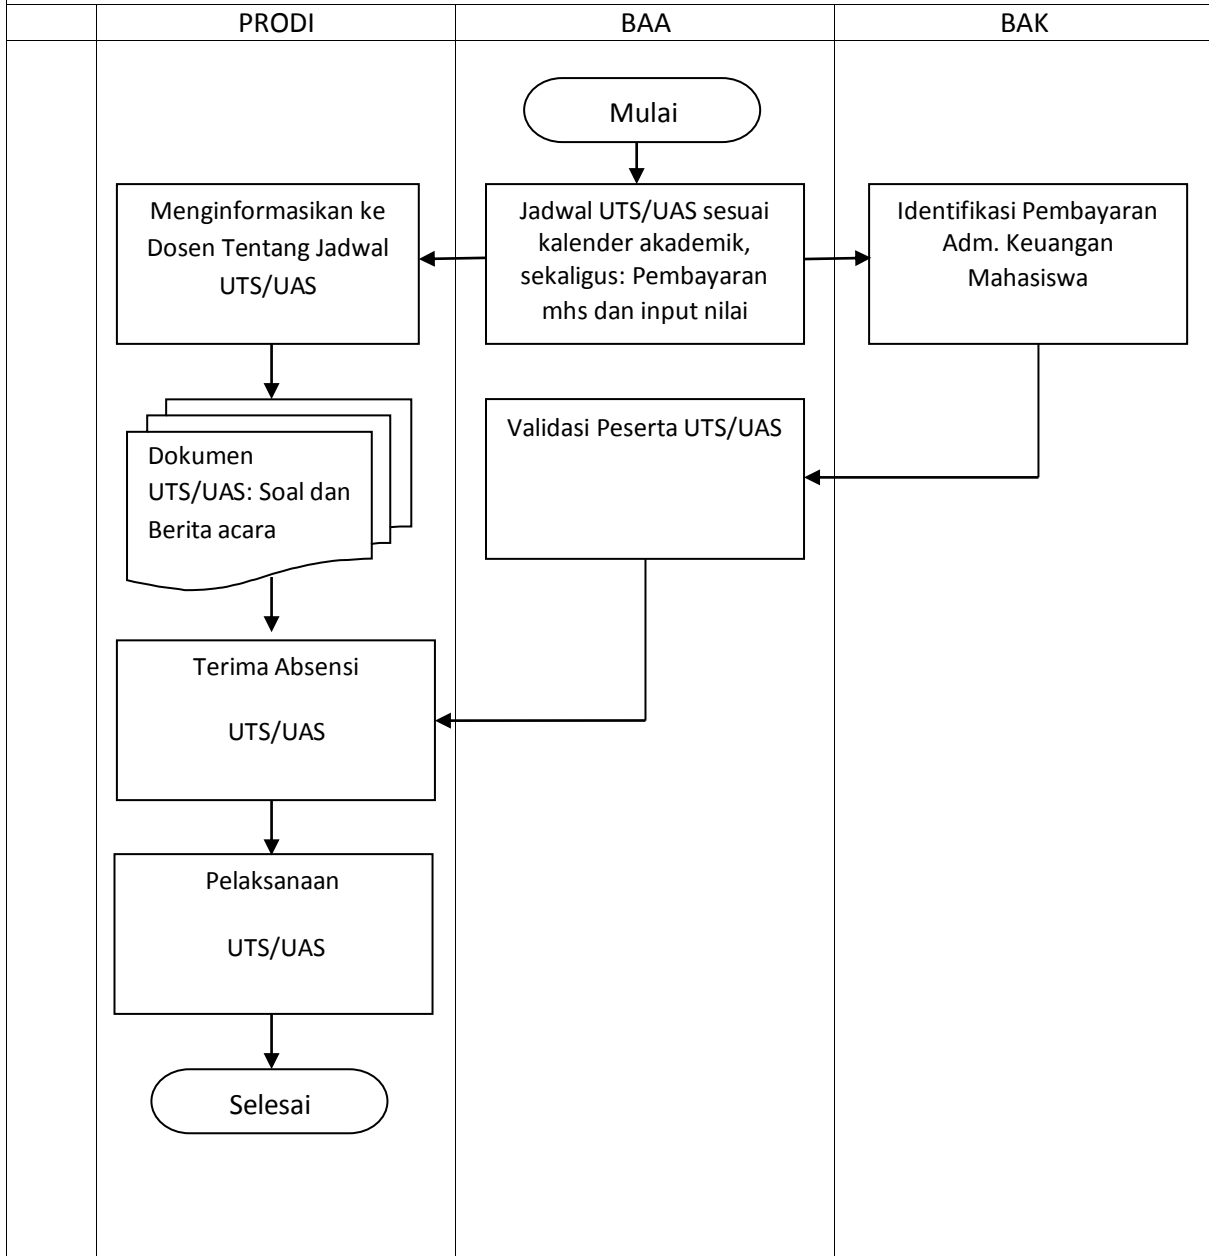 PRODI
BAA
BAK
Mulai
Menginformasikan ke
Dosen Tentang Jadwal
UTS/UAS
Jadwal UTS/UAS sesuai
kalender akademik,
sekaligus: Pembayaran
mhs dan input nilai
Identifikasi Pembayaran
Adm. Keuangan
Mahasiswa
Dokumen
UTS/UAS: Soal dan
Berita acara
Validasi Peserta UTS/UAS
Terima Absensi
UTS/UAS
Pelaksanaan
UTS/UAS
Selesai